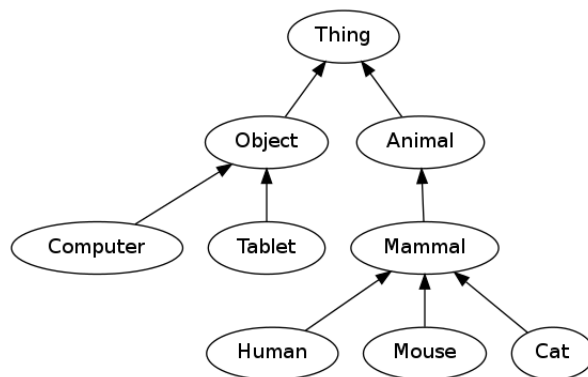 Thing
Object
Animal
Computer
Tablet
Mammal
Human
Mouse
Cat